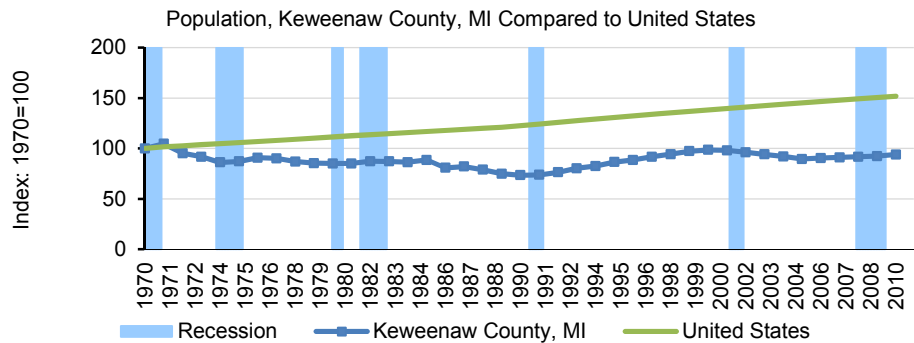 Population, Keweenaw County, MI Compared to United States
Index: 1970=100
200
150
100
50
0
1970 1971 1972 1974 1975 1976 1978 1979 1980 1982 1983 1984 1986 1987 1988 1990 1991 1992 1994 1995 1996 1998 1999 2000 2002 2003 2004 2006 2007 2008 2010
Recession Keweenaw County, MI United States